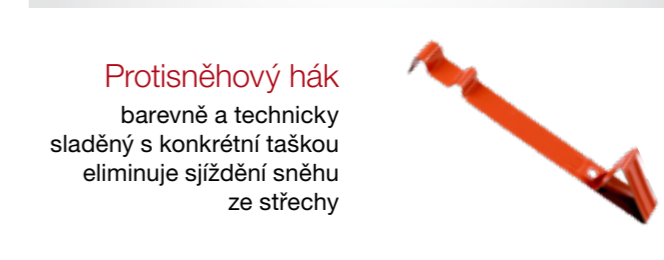 Protisněhový hák
barevně a technicky
sladěný s konkrétní taškou
eliminuje sjíždění sněhu
ze střechy